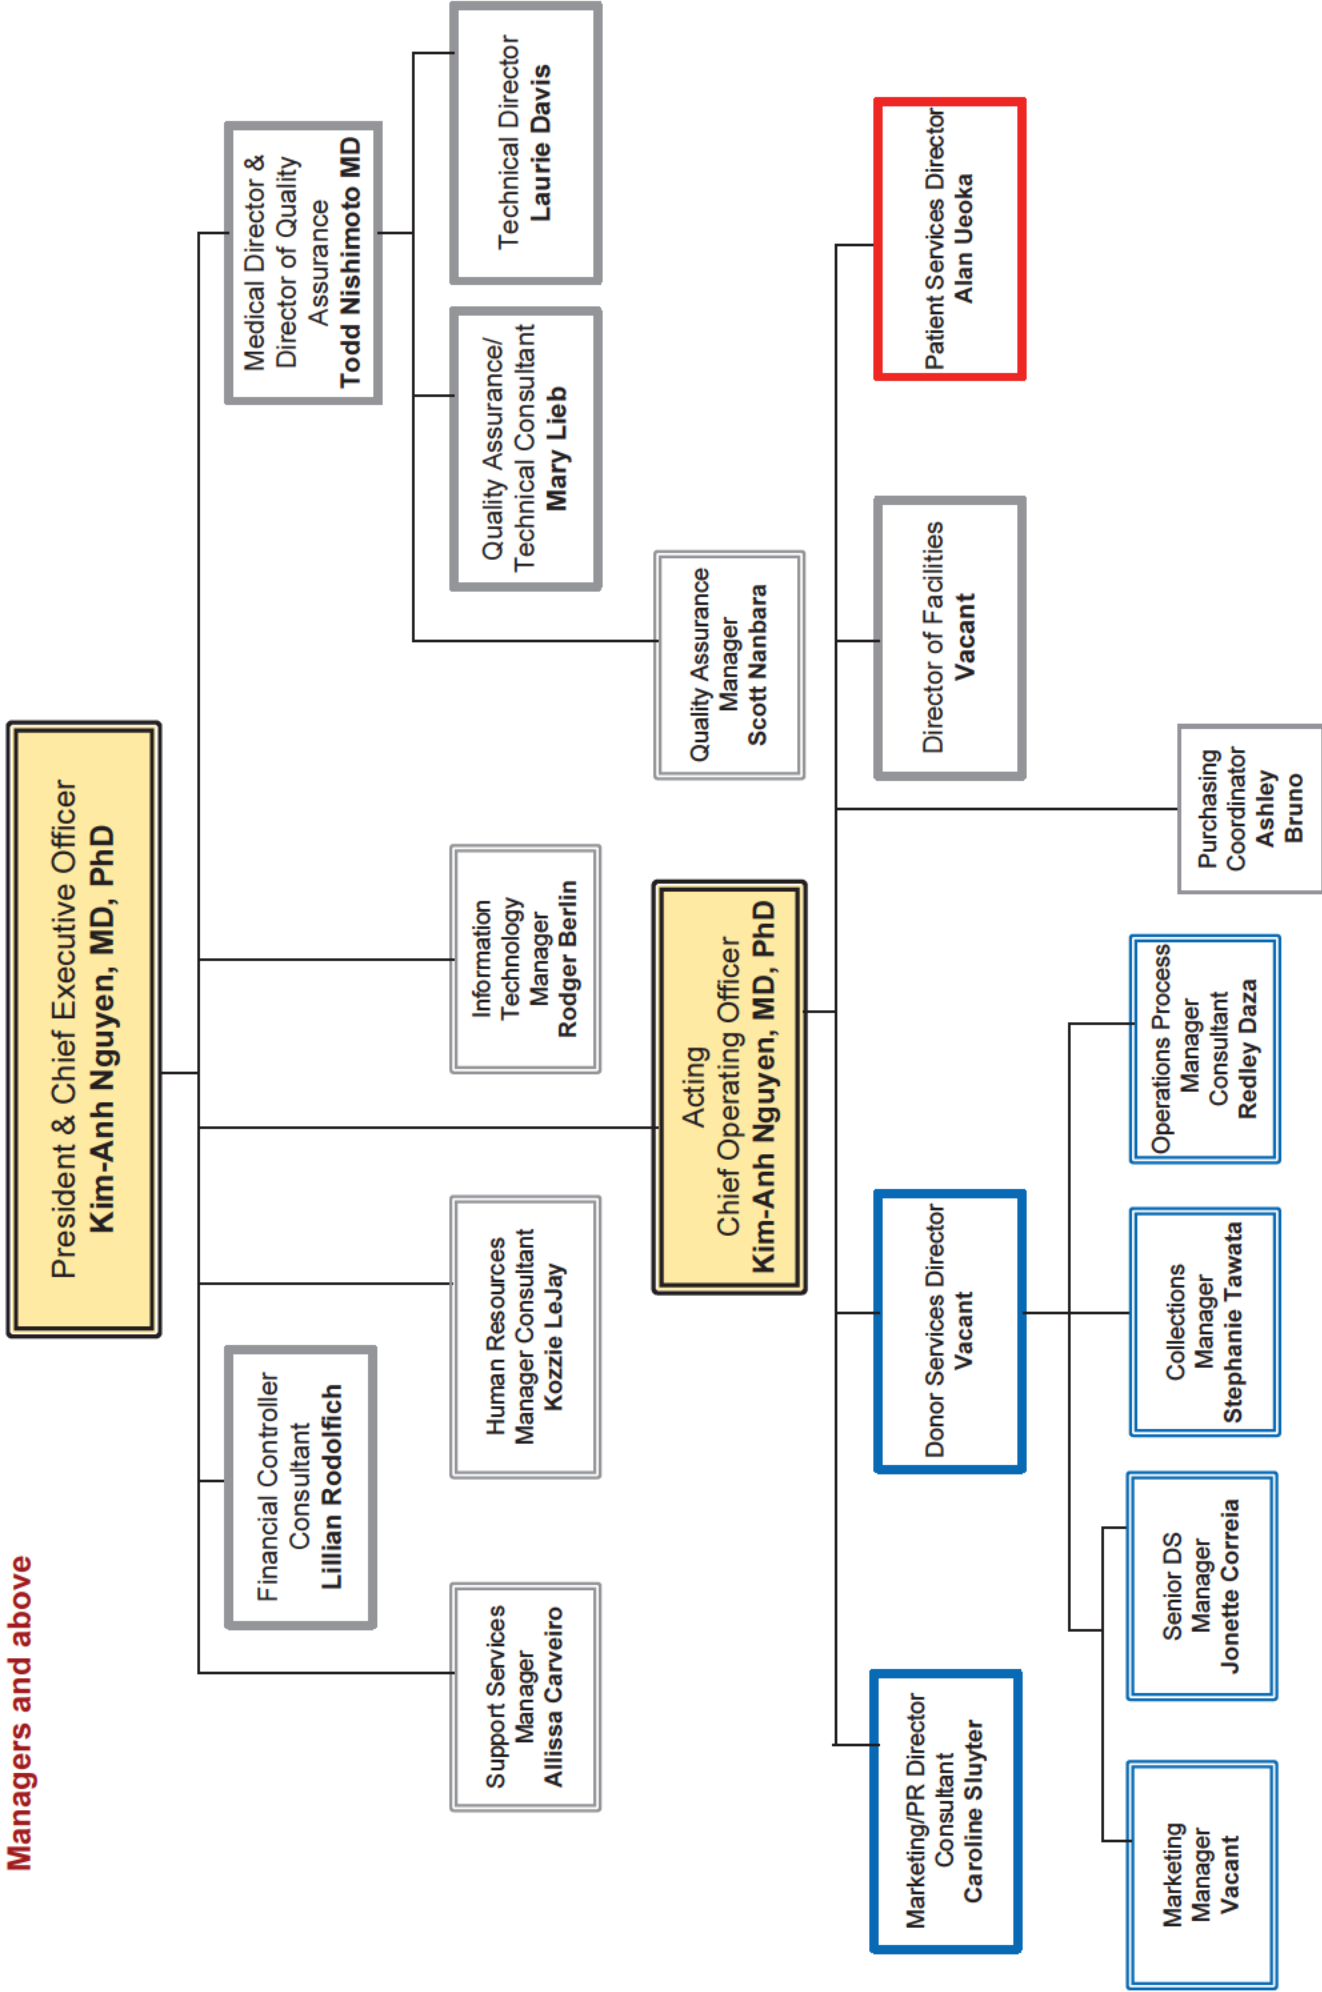 Managers and above
President & Chief Executive Officer
Kim-Anh Nguyen, MD, PhD
Financial Controller
Consultant
Lillian Rodolfich
Medical Director &
Director of Quality
Assurance
Todd Nishimoto MD
Support Services
Manager
Allissa Carveiro
Human Resources
Manager Consultant
Kozzie LeJay
Information
Technology
Manager
Rodger Berlin
Quality Assurance/
Technical Consultant
Mary Lieb
Technical Director
Laurie Davis
Acting
Chief Operating Officer
Kim-Anh Nguyen, MD, PhD
Quality Assurance
Manager
Scott Nanbara
Marketing/PR Director
Consultant
Caroline Sluyter
Donor Services Director
Vacant
Director of Facilities
Vacant
Patient Services Director
Alan Ueoka
Marketing
Manager
Vacant
Senior DS
Manager
Jonette Correia
Collections
Manager
Stephanie Tawata
Operations Process
Manager
Consultant
Redley Daza
Purchasing
Coordinator
Ashley
Bruno